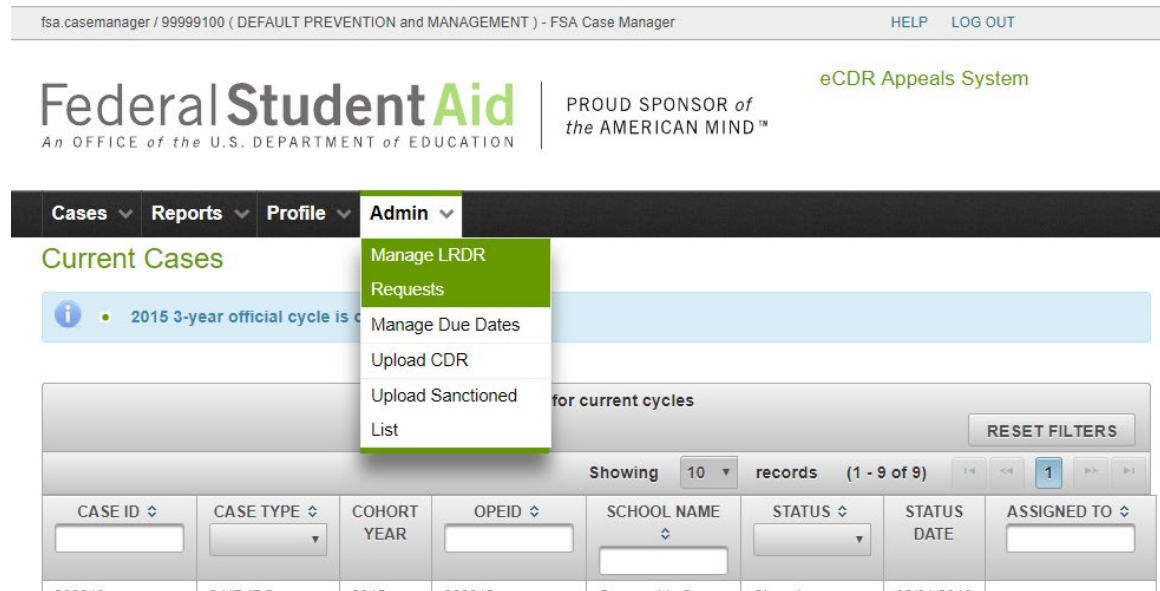 fsa.casemanager / 99999100 ( DEFAULT PREVENTION and MANAGEMENT ) - FSA Case Manager HELP LOG OUT
eCDR Appeals System
Federal Student Aid
An OFFICE of the U.S. DEPARTMENT of EDUCATION
PROUD SPONSOR of
the AMERICAN MIND™
Cases Reports Profile Admin
Current Cases
Manage LRDR
Requests
Manage Due Dates
Upload CDR
Upload Sanctioned
List
2015 3-year official cycle is
for current cycles
RESET FILTERS
Showing 10 records (1 - 9 of 9) 1
CASE ID CASE TYPE COHORT YEAR OPEID SCHOOL NAME STATUS STATUS DATE ASSIGNED TO